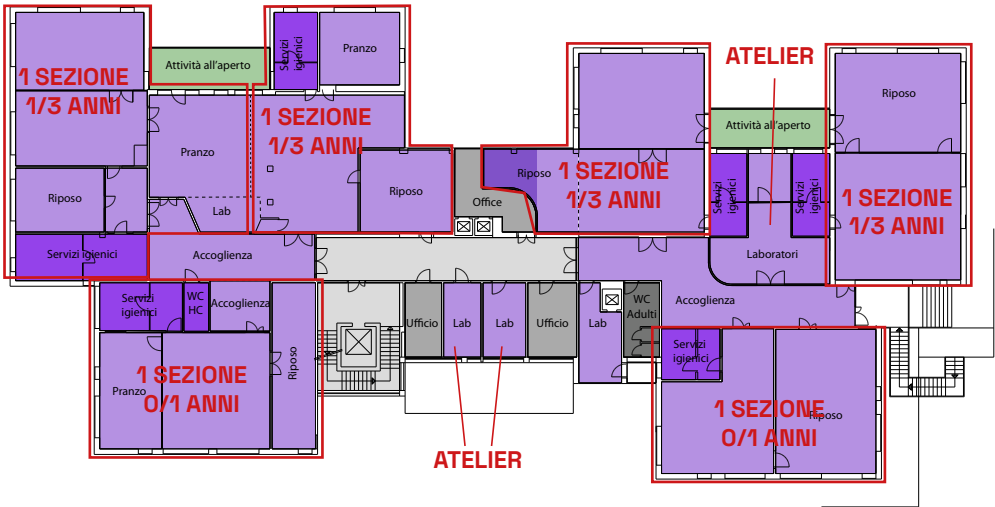 ATELIER
1 SEZIONE
1/3 ANNI
Attività all'aperto
Servizi
igienici
Pranzo
1 SEZIONE
1/3 ANNI
Riposo
Attività all'aperto
Pranzo
Riposo
Riposo
Riposo
1 SEZIONE
1/3 ANNI
Servizi
igienici
Servizi
igienici
1 SEZIONE
1/3 ANNI
Office
Lab
Servizi igienici
Accoglienza
Laboratori
Servizi
igienici
WC
HC
Accoglienza
Riposo
Ufficio
Lab
Lab
Ufficio
Lab
WC
Adulti
Accoglienza
Servizi
igienici
Pranzo
1 SEZIONE
0/1 ANNI
1 SEZIONE
0/1 ANNI
Riposo
ATELIER